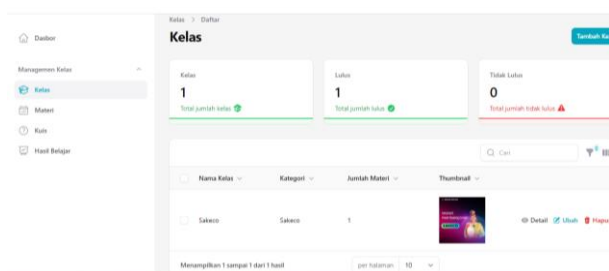 Kelas > Daftar
Kelas
Tambah Ke
Dasbor
Managemen Kelas
Kelas
Materi
Kuis
Hasil Belajar
Kelas
1
Total jumlah kelas
Lulus
1
Total jumlah lulus
Tidak Lulus
0
Total jumlah tidak lulus
Cari
0
Nama Kelas Kategori Jumlah Materi Thumbnail
Sakeco Sakeco 1 Detail Ubah Hapus
Menampilkan 1 sampai 1 dari 1 hasil per halaman 10